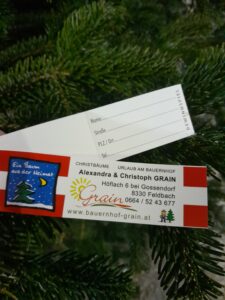 Name
Straße
PLZ / Ort
Tel
Ein Baum
aus der Heimat
CHRISTBÄUME URLAUB AM BAUERNHOF
Alexandra & Christoph GRAIN
Höflach 6 bei Gossendorf
8330 Feldbach
0664 / 52 43 677
Grain
www.bauernhof-grain.at